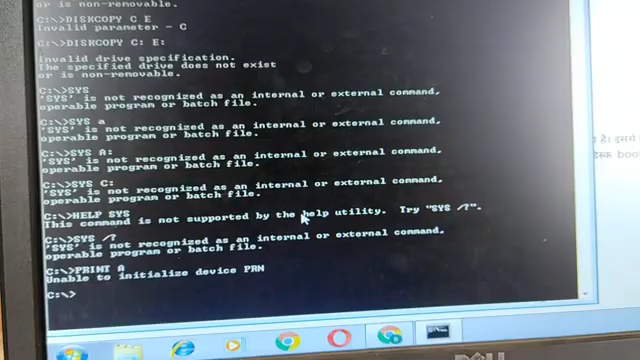 or is non-removable.
C:\>DISKCOPY C E
Invalid parameter - C
C:\>DISKCOPY C: E:
Invalid drive specification.
The specified drive does not exist
or is non-removable.
C:\>SYS
'SYS' is not recognized as an internal or external command,
operable program or batch file.
C:\>SYS a
'SYS' is not recognized as an internal or external command,
operable program or batch file.
C:\>SYS A:
'SYS' is not recognized as an internal or external command,
operable program or batch file.
C:\>SYS C:
'SYS' is not recognized as an internal or external command,
operable program or batch file.
C:\>HELP SYS
This command is not supported by the help utility. Try "SYS /?".
C:\>SYS /?
'SYS' is not recognized as an internal or external command,
operable program or batch file.
C:\>PRINT A
Unable to initialize device PRN
C:\>
है। इससे
डिस्क boo
DELL